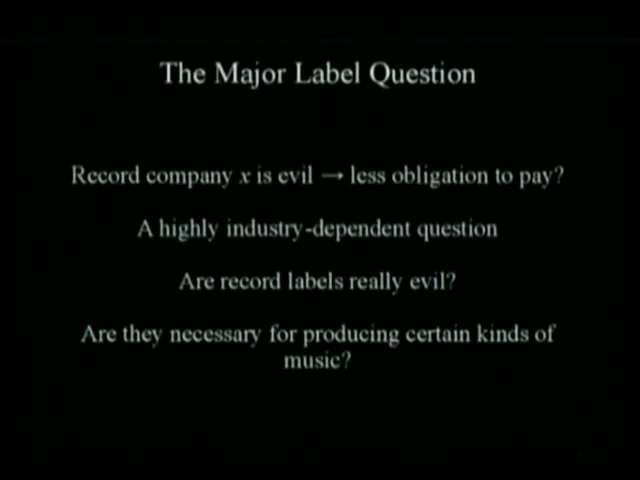 The Major Label Question
Record company x is evil → less obligation to pay?
A highly industry-dependent question
Are record labels really evil?
Are they necessary for producing certain kinds of
music?